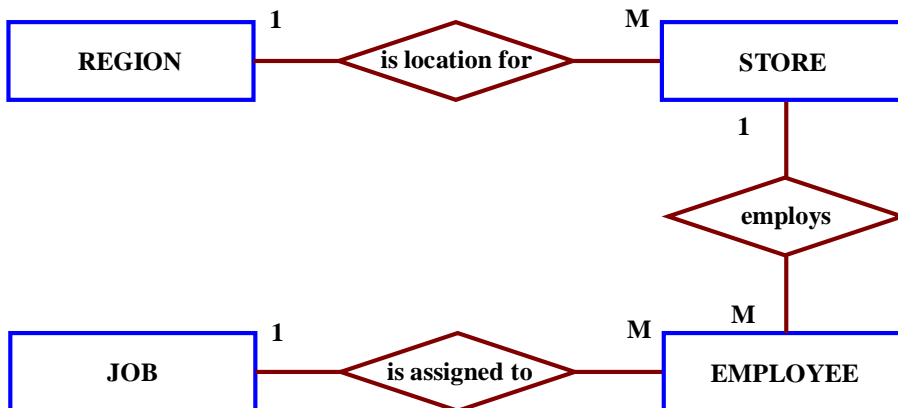 1
M
REGION
is location for
STORE
1
employs
M
1
M
JOB
is assigned to
EMPLOYEE